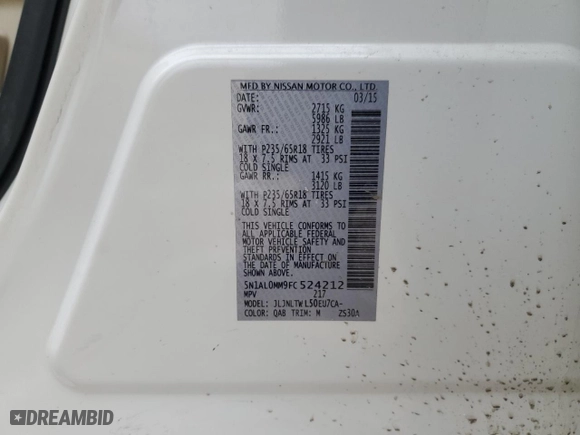 MFD BY NISSAN MOTOR CO., LTD
DATE: 03/15
GVWR: 2715 KG
5986 LB
GAWR FR.: 1325 KG
2921 LB
WITH P235/65R18 TIRES
18 X 7.5 RIMS AT 33 PSI
COLD SINGLE
GAWR RR.: 1415 KG
3120 LB
WITH P235/65R18 TIRES
18 X 7.5 RIMS AT 33 PSI
COLD SINGLE
THIS VEHICLE CONFORMS TO
ALL APPLICABLE FEDERAL
MOTOR VEHICLE SAFETY AND
THEFT PREVENTION
STANDARDS IN EFFECT ON
THE DATE OF MANUFACTURE
SHOWN ABOVE.
5N1AL0MM9FC524212
MPV 217
MODEL: JLJNLTWL50EU7CA-
COLOR: QAB TRIM: M ZS30A
DREAMBID